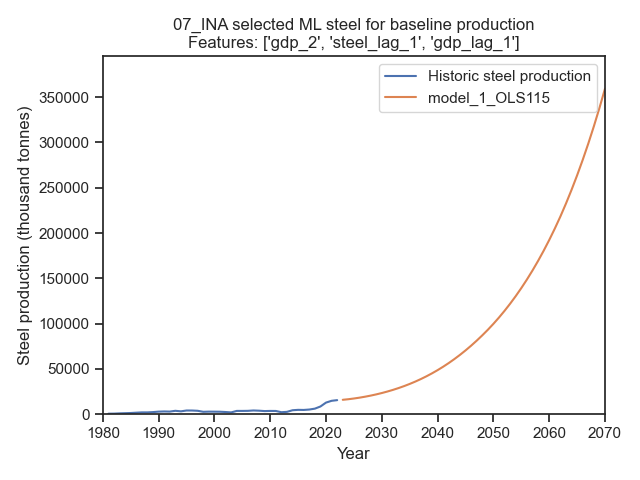 07_INA selected ML steel for baseline production
Features: ['gdp_2', 'steel_lag_1', 'gdp_lag_1']
Historic steel production
model_1_OLS115
Steel production (thousand tonnes)
350000
300000
250000
200000
150000
100000
50000
0
1980 1990 2000 2010 2020 2030 2040 2050 2060 2070
Year